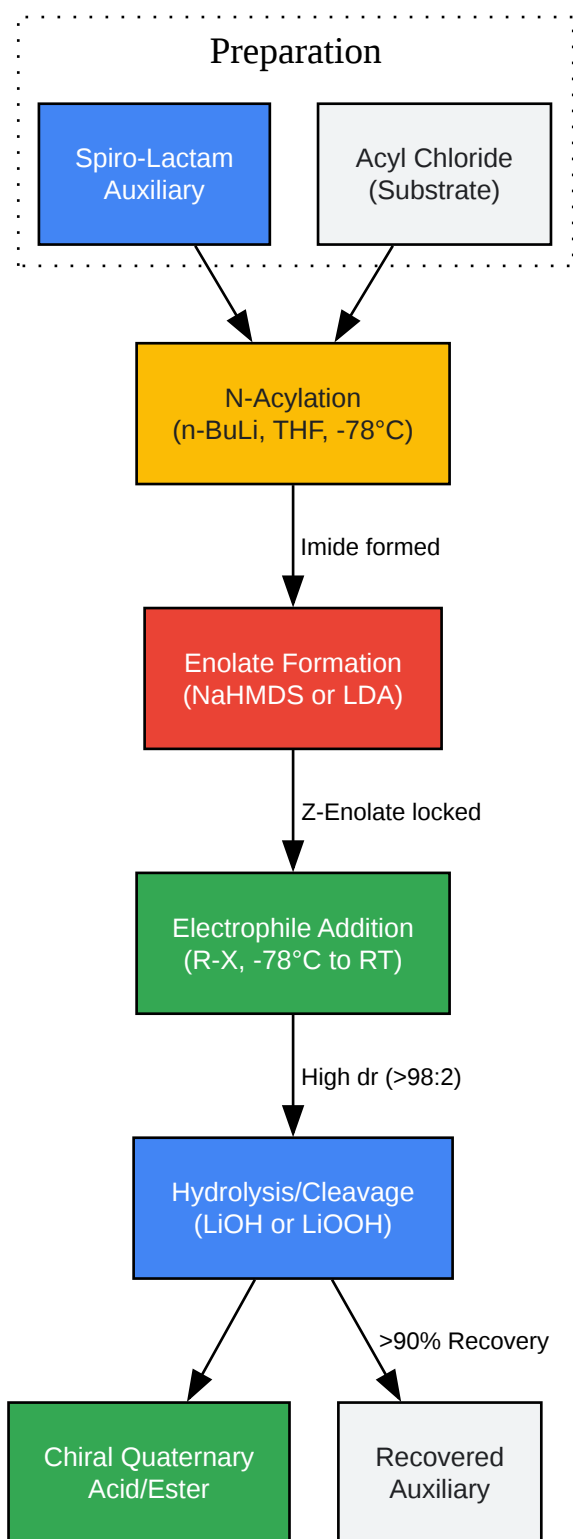 Preparation
Spiro-Lactam
Auxiliary
Acyl Chloride
(Substrate)
N-Acylation
(n-BuLi, THF, -78°C)
Imide formed
Enolate Formation
(NaHMDS or LDA)
Z-Enolate locked
Electrophile Addition
(R-X, -78°C to RT)
High dr (>98:2)
Hydrolysis/Cleavage
(LiOH or LiOOH)
>90% Recovery
Chiral Quaternary
Acid/Ester
Recovered
Auxiliary